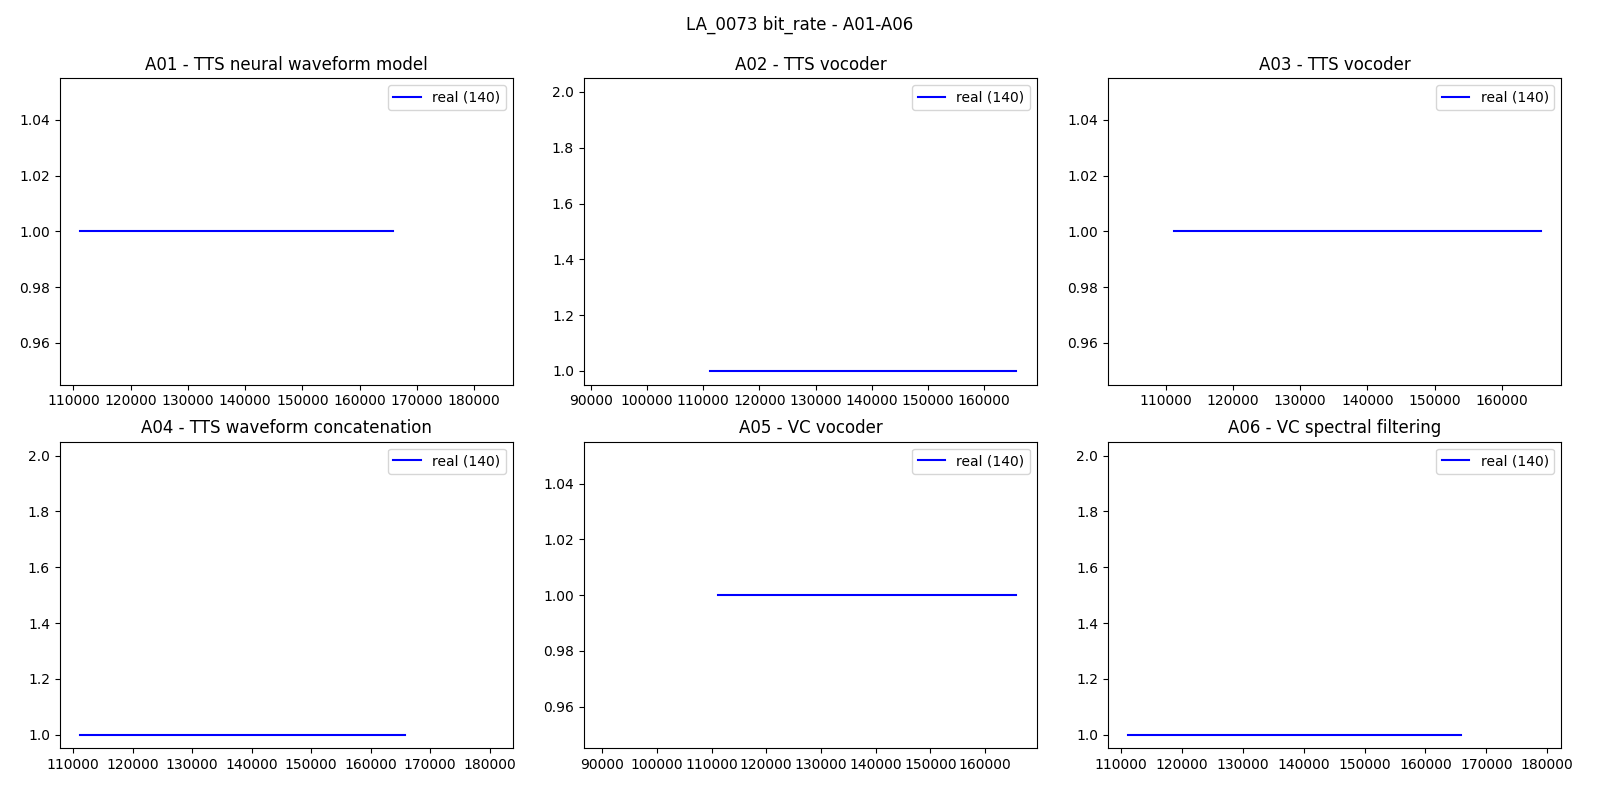 LA_0073 bit_rate - A01-A06
A01 - TTS neural waveform model
real (140)
1.04
1.02
1.00
0.98
0.96
110000 120000 130000 140000 150000 160000 170000 180000
A02 - TTS vocoder
real (140)
2.0
1.8
1.6
1.4
1.2
1.0
90000 100000 110000 120000 130000 140000 150000 160000
A03 - TTS vocoder
real (140)
1.04
1.02
1.00
0.98
0.96
110000 120000 130000 140000 150000 160000
A04 - TTS waveform concatenation
real (140)
2.0
1.8
1.6
1.4
1.2
1.0
110000 120000 130000 140000 150000 160000 170000 180000
A05 - VC vocoder
real (140)
1.04
1.02
1.00
0.98
0.96
90000 100000 110000 120000 130000 140000 150000 160000
A06 - VC spectral filtering
real (140)
2.0
1.8
1.6
1.4
1.2
1.0
110000 120000 130000 140000 150000 160000 170000 180000